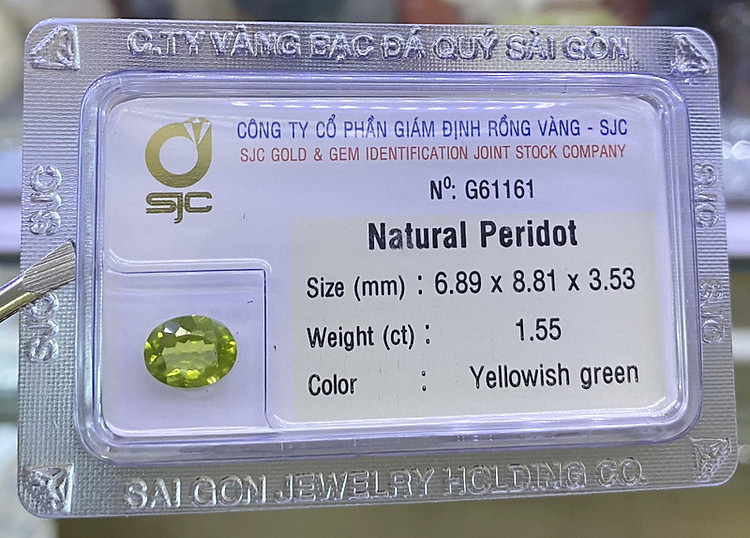 C.TY VÀNG BẠC ĐÁ QUÝ SÀI GÒN
CÔNG TY CỔ PHẦN GIÁM ĐỊNH RỒNG VÀNG - SJC
SJC GOLD & GEM IDENTIFICATION JOINT STOCK COMPANY
sjc
Nº: G61161
Natural Peridot
Size (mm) : 6.89 x 8.81 x 3.53
Weight (ct) : 1.55
Color : Yellowish green
SJC
SJC
SJC
SJC
SAI GON JEWELRY HOLDING CO.